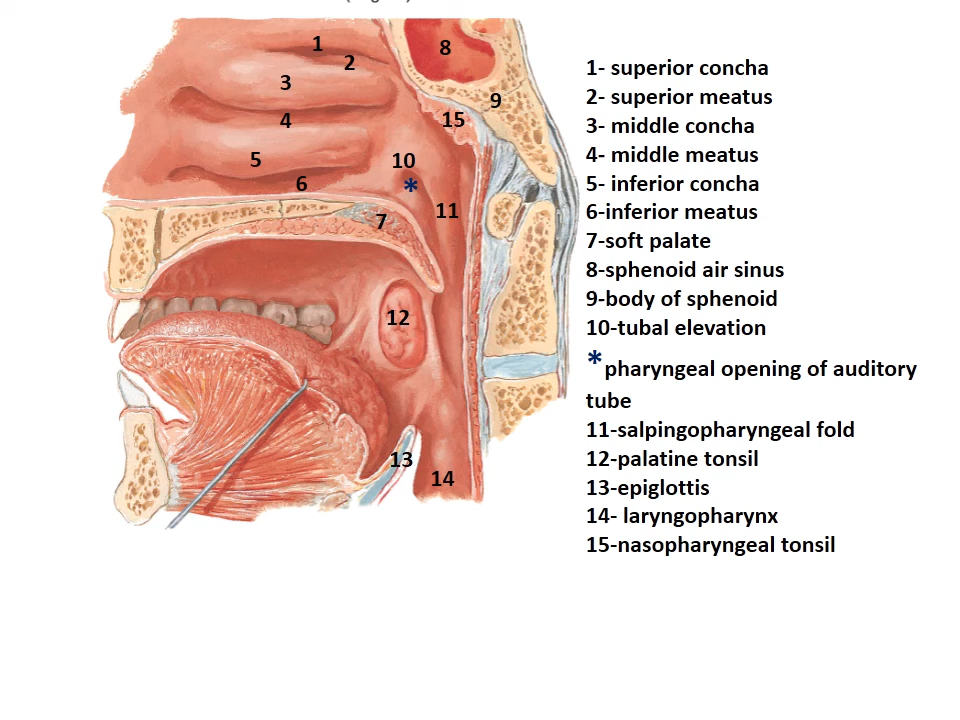 1
2
3
4
5
6
7
8
9
15
10
*
11
12
13
14
1- superior concha
2- superior meatus
3- middle concha
4- middle meatus
5- inferior concha
6-inferior meatus
7-soft palate
8-sphenoid air sinus
9-body of sphenoid
10-tubal elevation
*pharyngeal opening of auditory
tube
11-salpingopharyngeal fold
12-palatine tonsil
13-epiglottis
14- laryngopharynx
15-nasopharyngeal tonsil